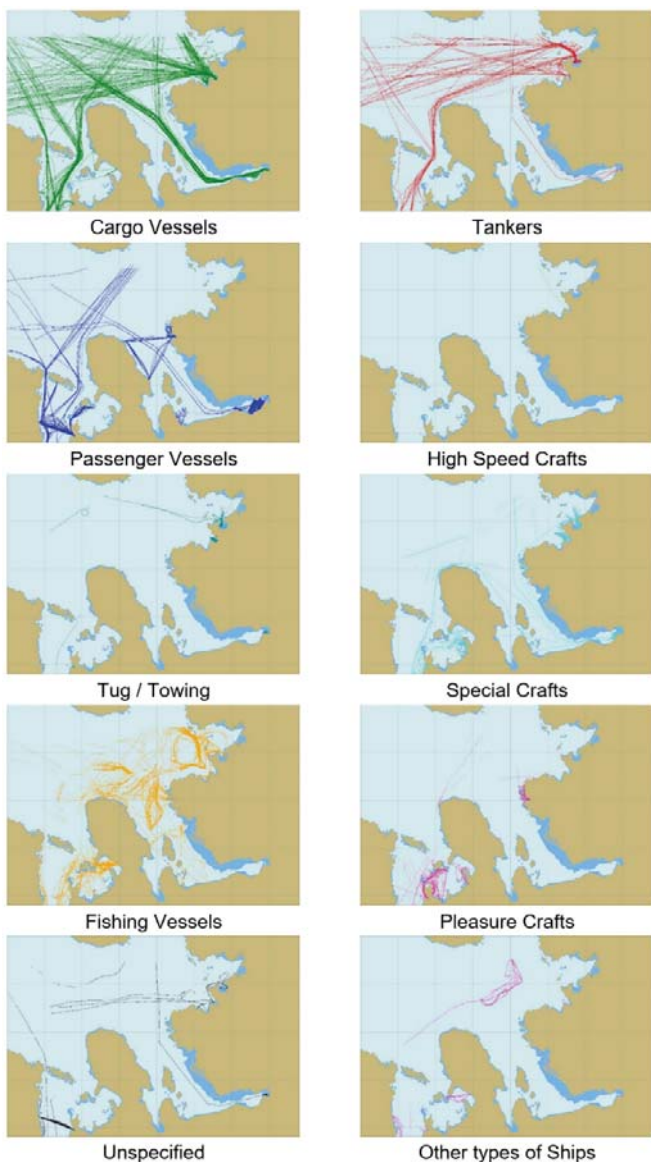 Cargo Vessels
Tankers
Passenger Vessels
High Speed Crafts
Tug / Towing
Special Crafts
Fishing Vessels
Pleasure Crafts
Unspecified
Other types of Ships